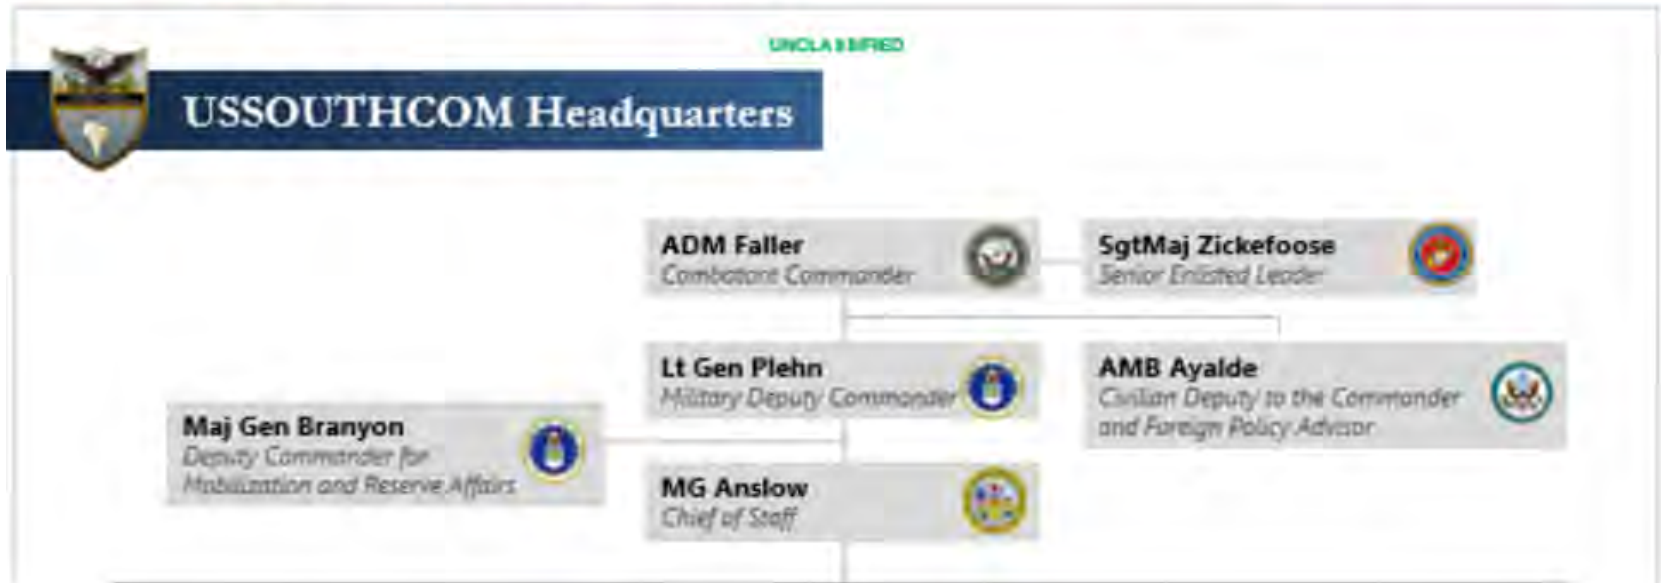 UNCLASSIFIED
USSOUTHCOM Headquarters
ADM Faller
Combatant Commander
SgtMaj Zickefoose
Senior Enlisted Leader
Lt Gen Plehn
Military Deputy Commander
AMB Ayalde
Civilian Deputy to the Commander
and Foreign Policy Advisor
Maj Gen Branyon
Deputy Commander for
Mobilization and Reserve Affairs
MG Anslow
Chief of Staff